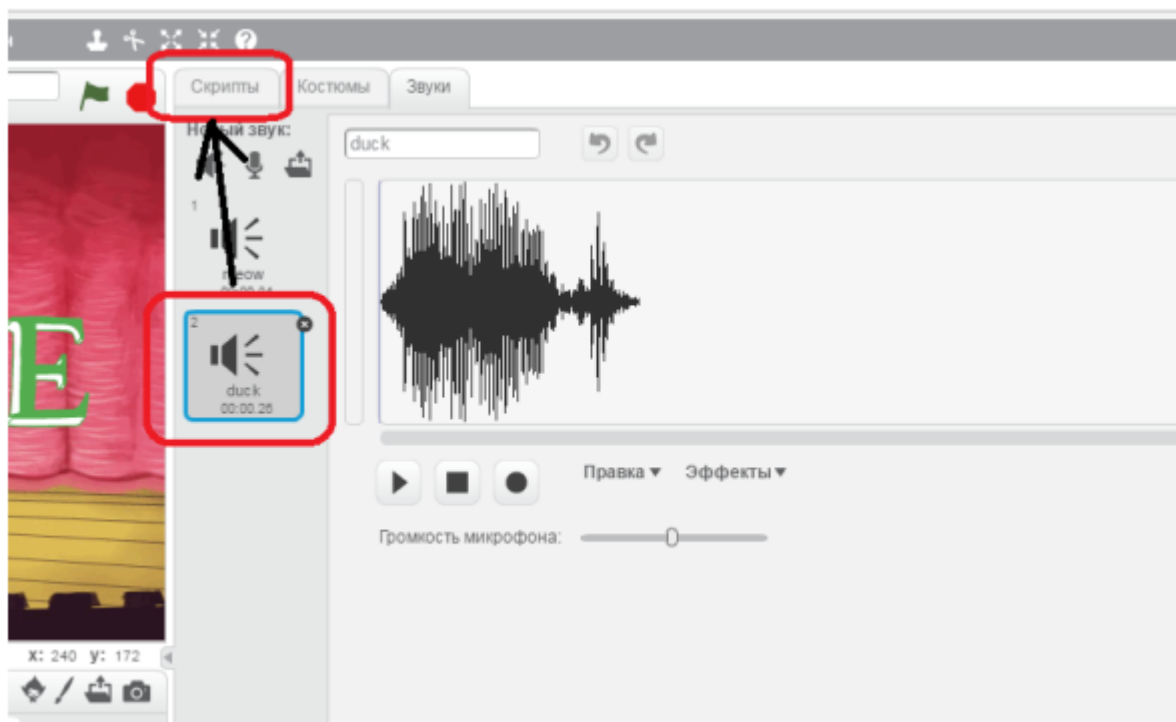 Скрипты
Костюмы
Звуки
Новый звук:
duck
1
meow
2
duck
00:00.26
E
Правка
Эффекты
Громкость микрофона:
x: 240 y: 172